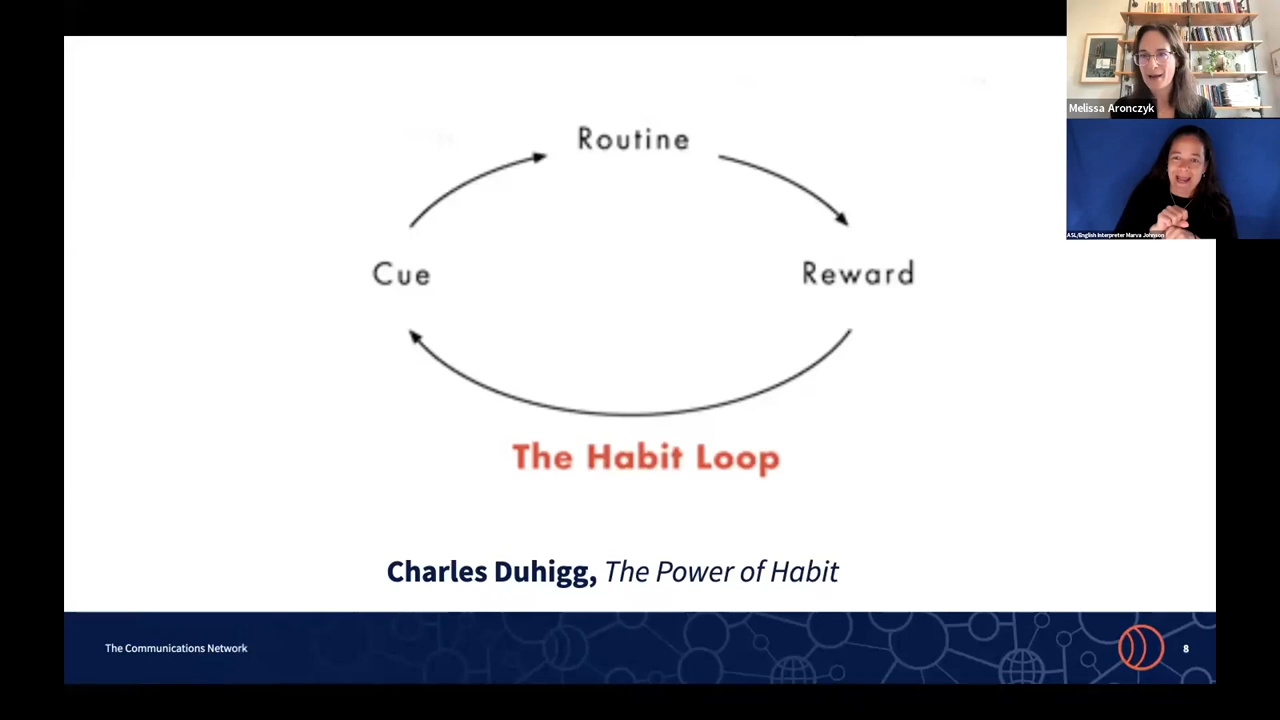 Melissa Aronczyk
ASL/English Interpreter Marva Johnson
Routine
Cue
Reward
The Habit Loop
Charles Duhigg, The Power of Habit
The Communications Network
8